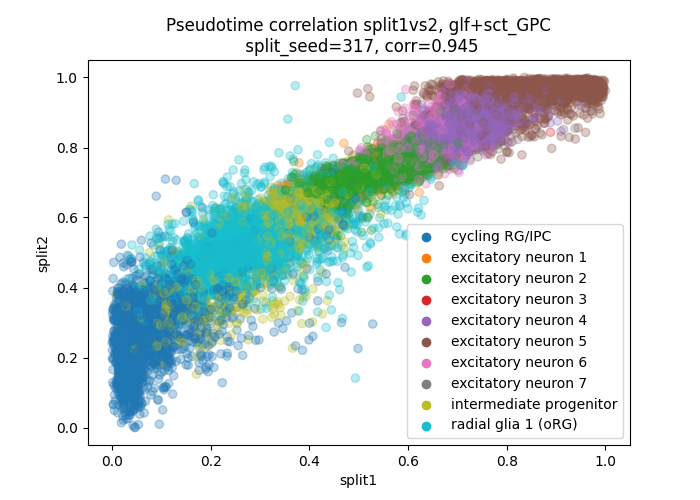 Pseudotime correlation split1vs2, glf+sct_GPC
split_seed=317, corr=0.945
1.0
0.8
0.6
0.4
0.2
0.0
split2
cycling RG/IPC
excitatory neuron 1
excitatory neuron 2
excitatory neuron 3
excitatory neuron 4
excitatory neuron 5
excitatory neuron 6
excitatory neuron 7
intermediate progenitor
radial glia 1 (oRG)
0.0 0.2 0.4 0.6 0.8 1.0
split1